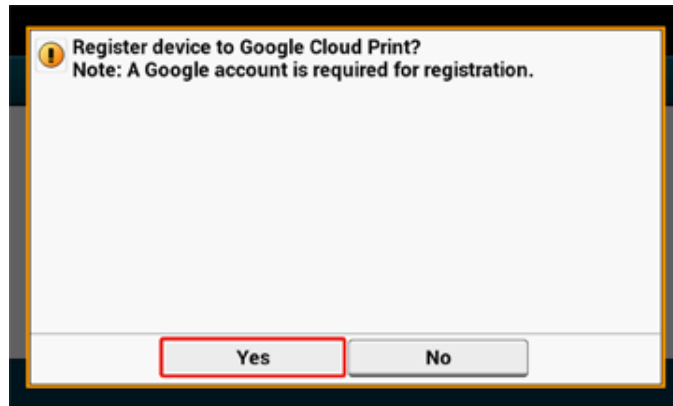 Register device to Google Cloud Print?
Note: A Google account is required for registration.
Yes
No